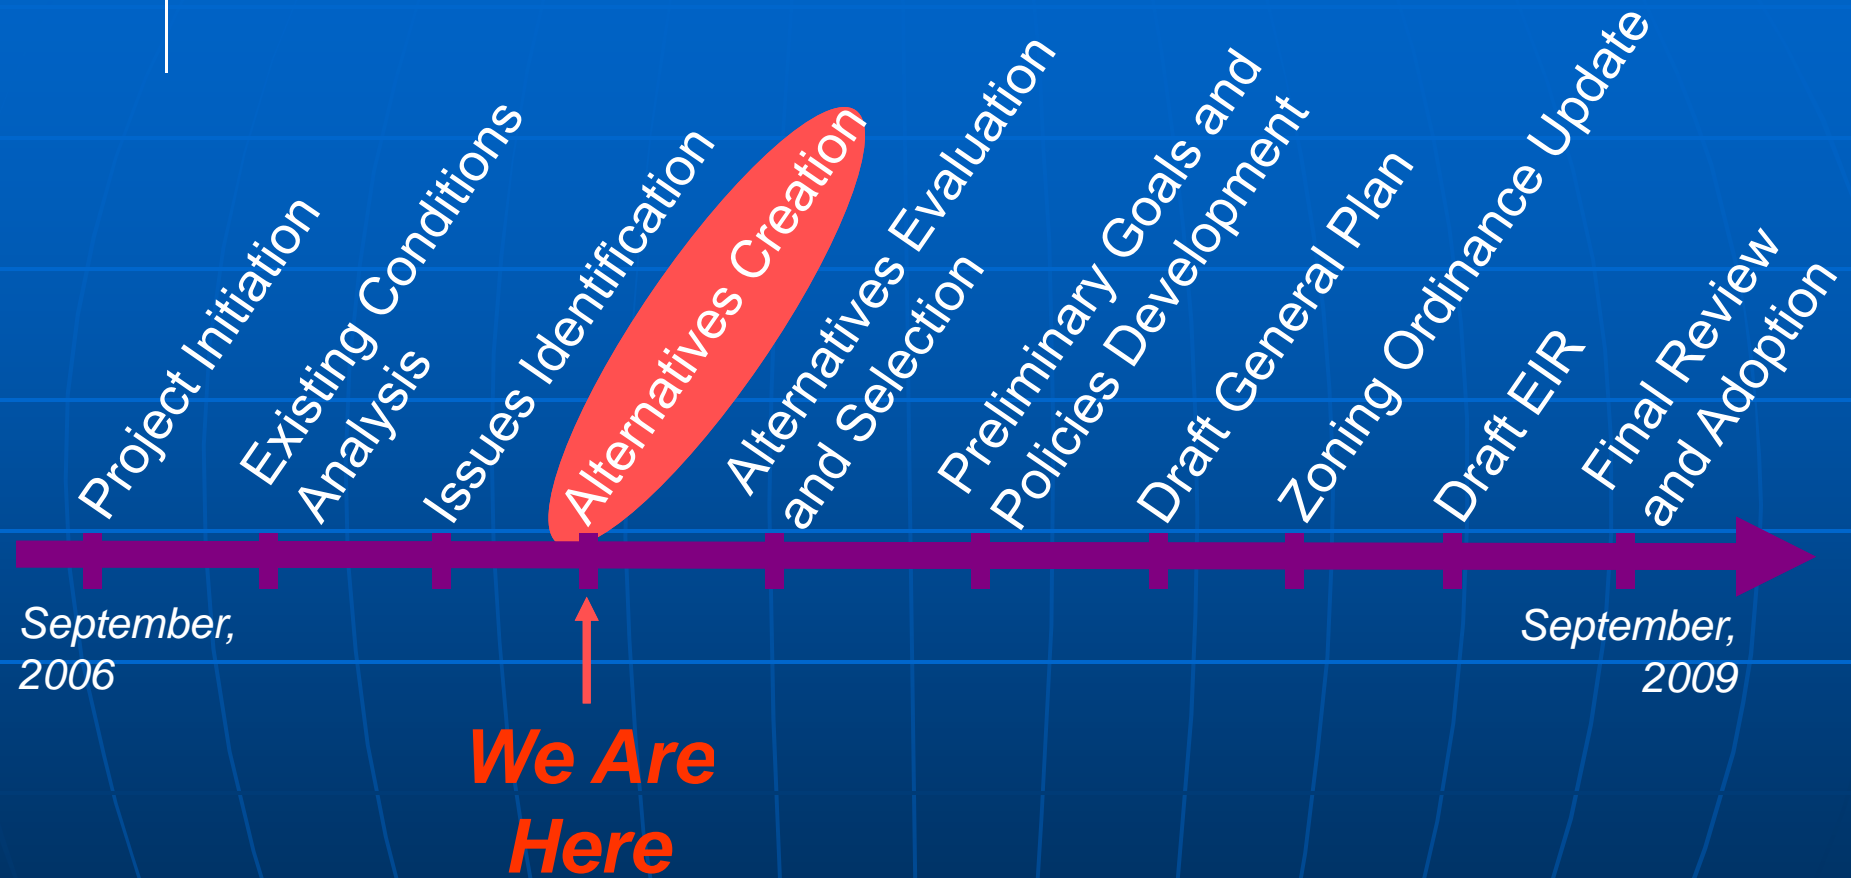 Project Initiation
Existing Conditions
Analysis
Issues Identification
Alternatives Creation
Alternatives Evaluation
and Selection
Preliminary Goals and
Policies Development
Draft General Plan
Zoning Ordinance Update
Draft EIR
Final Review
and Adoption
September,
2006
September,
2009
We Are
Here